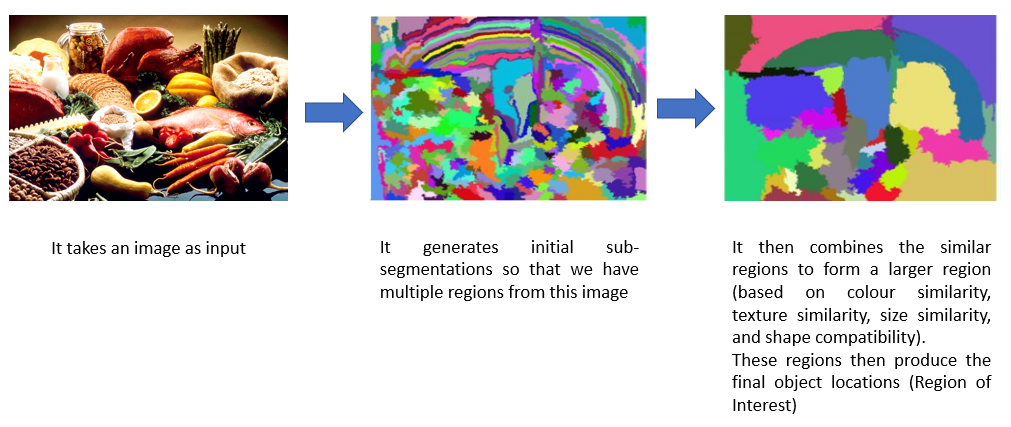 It takes an image as input
It generates initial sub-
segmentations so that we have
multiple regions from this image
It then combines the similar
regions to form a larger region
(based on colour similarity,
texture similarity, size similarity,
and shape compatibility).
These regions then produce the
final object locations (Region of
Interest)